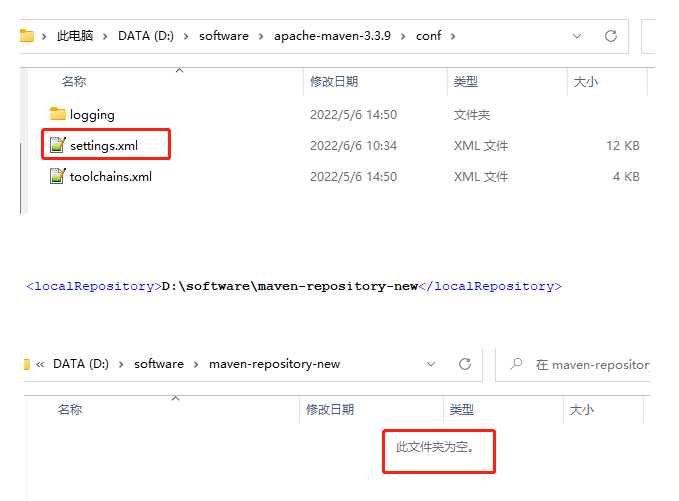 此电脑 > DATA (D:) > software > apache-maven-3.3.9 > conf >
名称 修改日期 类型 大小
logging 2022/5/6 14:50 文件夹
settings.xml 2022/6/6 10:34 XML 文件 12 KB
toolchains.xml 2022/5/6 14:50 XML 文件 4 KB
<localRepository>D:\software\maven-repository-new</localRepository>
« DATA (D:) > software > maven-repository-new 在 maven-repository
名称 修改日期 类型 大小
此文件夹为空。